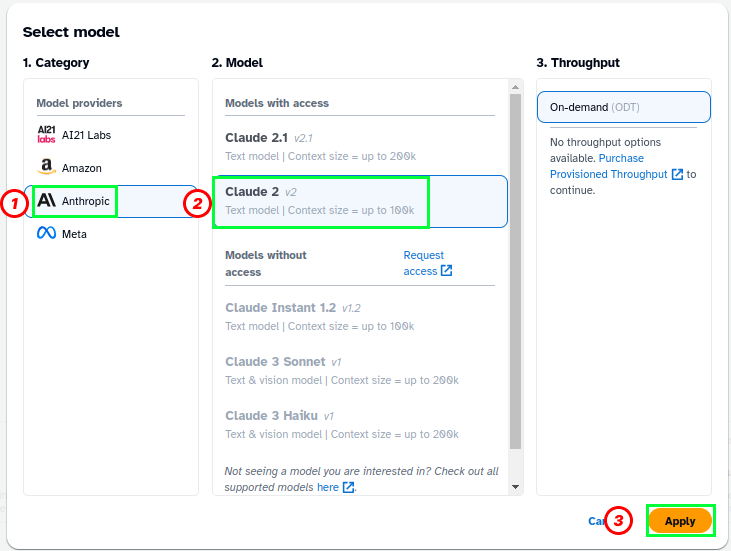 Select model
1. Category
2. Model
3. Throughput
Model providers
AI21 labs
AI21 Labs
a
Amazon
1
Anthropic
Meta
Models with access
Claude 2.1 v2.1
Text model | Context size = up to 200k
2
Claude 2 v2
Text model | Context size = up to 100k
Models without
access
Request
access
Claude Instant 1.2 v1.2
Text model | Context size = up to 100k
Claude 3 Sonnet v1
Text & vision model | Context size = up to 200k
Claude 3 Haiku v1
Text & vision model | Context size = up to 200k
Not seeing a model you are interested in? Check out all
supported models here.
On-demand (ODT)
No throughput options
available. Purchase
Provisioned Throughput to
continue.
3
Apply